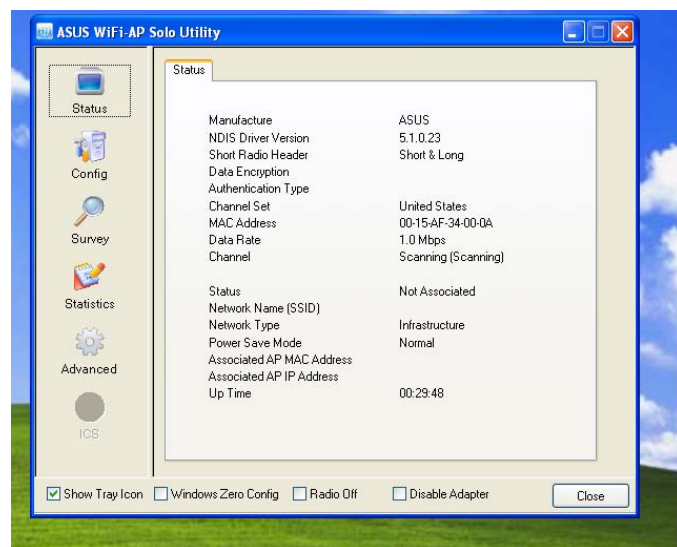 ASUS WiFi-AP Solo Utility
Status
Config
Survey
Statistics
Advanced
ICS
Status
Manufacture ASUS
NDIS Driver Version 5.1.0.23
Short Radio Header Short & Long
Data Encryption
Authentication Type
Channel Set United States
MAC Address 00-15-AF-34-00-0A
Data Rate 1.0 Mbps
Channel Scanning (Scanning)
Status Not Associated
Network Name (SSID)
Network Type Infrastructure
Power Save Mode Normal
Associated AP MAC Address
Associated AP IP Address
Up Time 00:29:48
Show Tray Icon Windows Zero Config Radio Off Disable Adapter Close